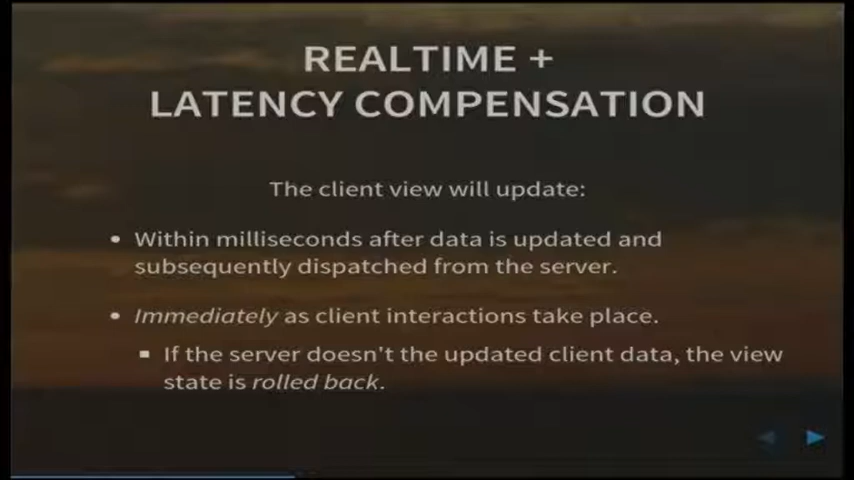 REALTIME +
LATENCY COMPENSATION
The client view will update:
• Within milliseconds after data is updated and
subsequently dispatched from the server.
• Immediately as client interactions take place.
▪ If the server doesn't the updated client data, the view
state is rolled back.